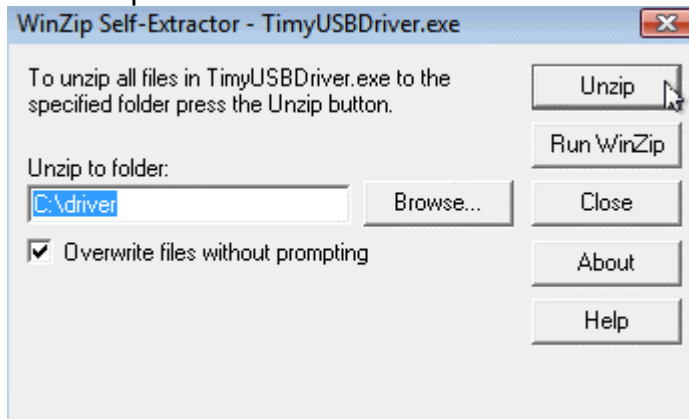 WinZip Self-Extractor - TimyUSBDriver.exe
To unzip all files in TimyUSBDriver.exe to the
specified folder press the Unzip button.
Unzip to folder:
C:\driver
Browse...
Overwrite files without prompting
Unzip
Run WinZip
Close
About
Help